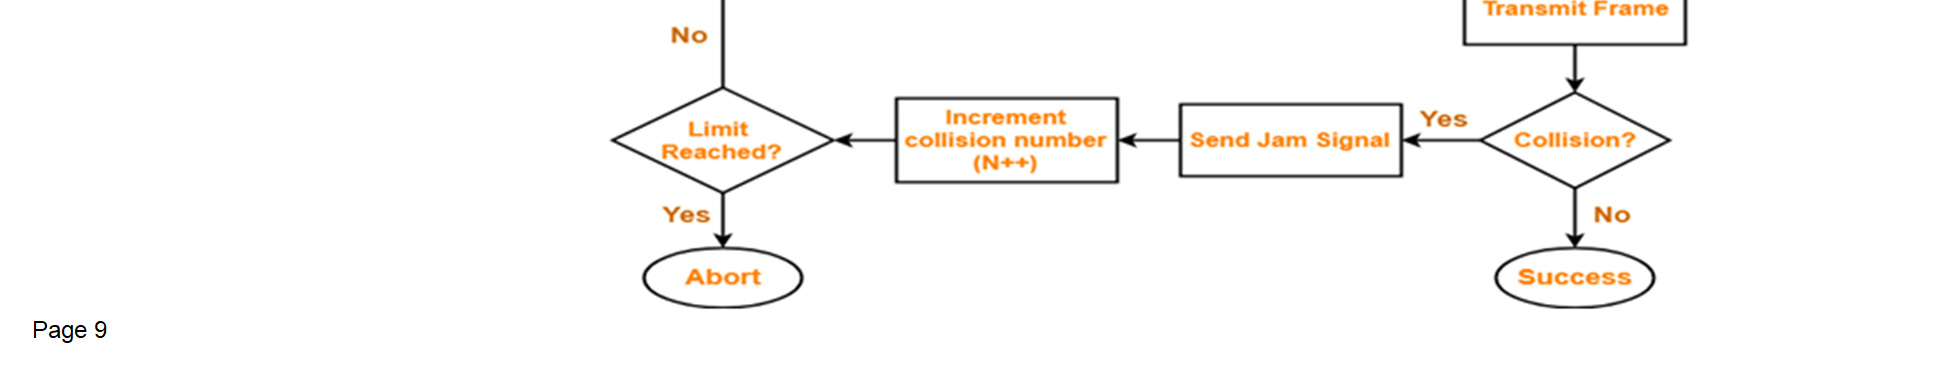 Transmit Frame
No
Limit
Reached?
Increment
collision number
(N++)
Send Jam Signal
Yes
Collision?
Yes
No
Abort
Success
Page 9